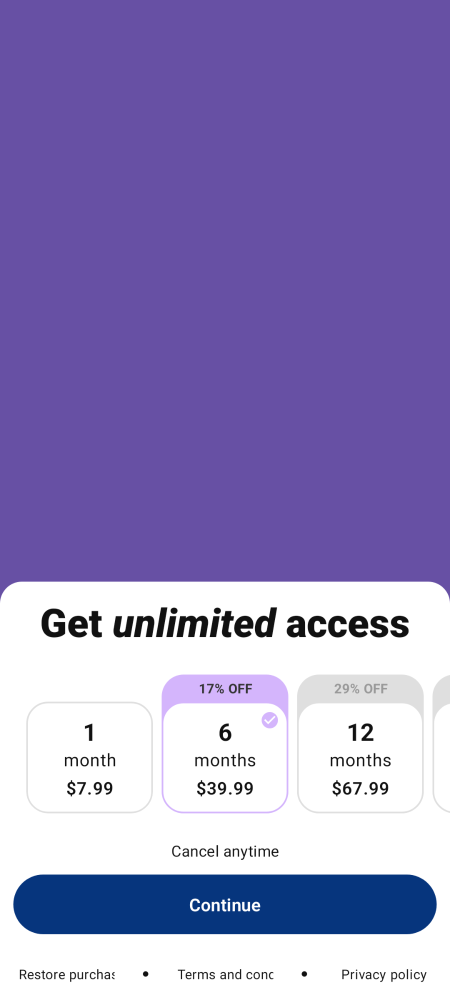 Get unlimited access
17% OFF
29% OFF
1
month
$7.99
6
months
$39.99
12
months
$67.99
Cancel anytime
Continue
Restore purchas
Terms and conc
Privacy policy